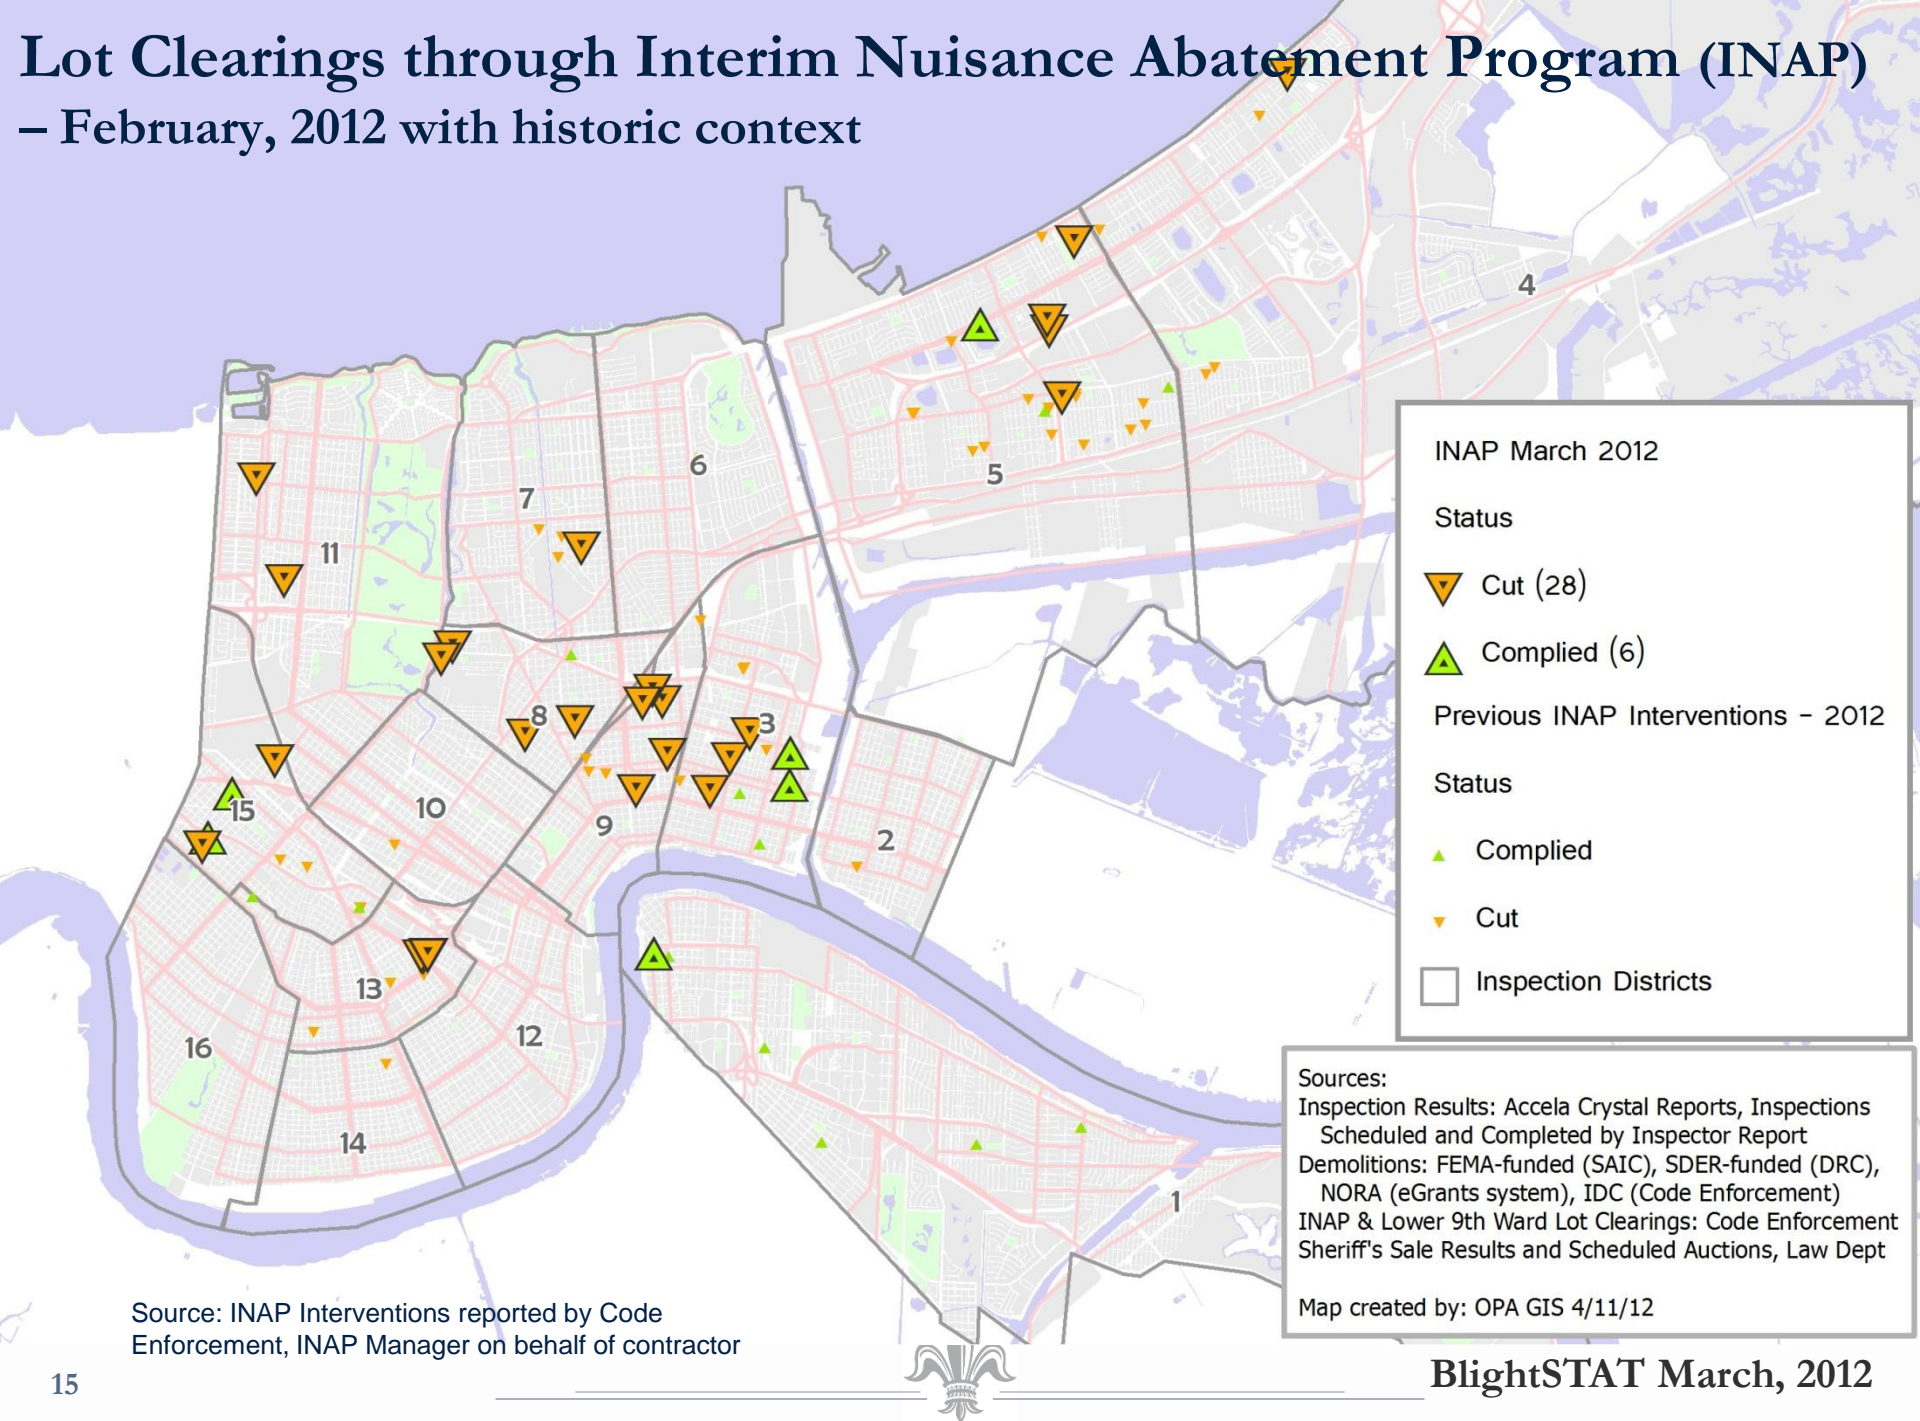 Lot Clearings through Interim Nuisance Abatement Program (INAP)
– February, 2012 with historic context
4
5
6
7
11
8
3
15
10
9
2
13
12
16
14
1
INAP March 2012
Status
Cut (28)
Complied (6)
Previous INAP Interventions - 2012
Status
Complied
Cut
Inspection Districts
Sources:
Inspection Results: Accela Crystal Reports, Inspections
Scheduled and Completed by Inspector Report
Demolitions: FEMA-funded (SAIC), SDER-funded (DRC),
NORA (eGrants system), IDC (Code Enforcement)
INAP & Lower 9th Ward Lot Clearings: Code Enforcement
Sheriff's Sale Results and Scheduled Auctions, Law Dept
Map created by: OPA GIS 4/11/12
Source: INAP Interventions reported by Code
Enforcement, INAP Manager on behalf of contractor
15
BlightSTAT March, 2012